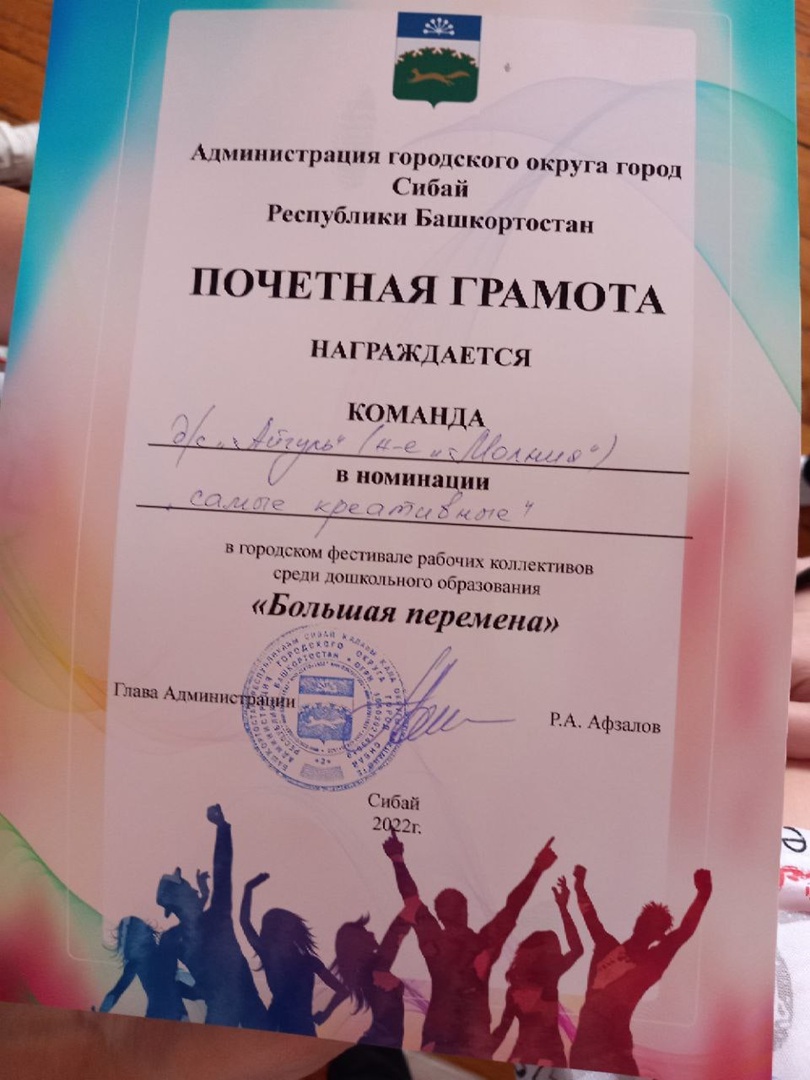 Администрация городского округа город
Сибай
Республики Башкортостан
ПОЧЕТНАЯ ГРАМОТА
НАГРАЖДАЕТСЯ
КОМАНДА
д/с „Айгуль“ (к-е „Молния“)
в номинации
„самые креативные“
в городском фестивале рабочих коллективов
среди дошкольного образования
«Большая перемена»
Глава Администрации
Р.А. Афзалов
Сибай
2022г.